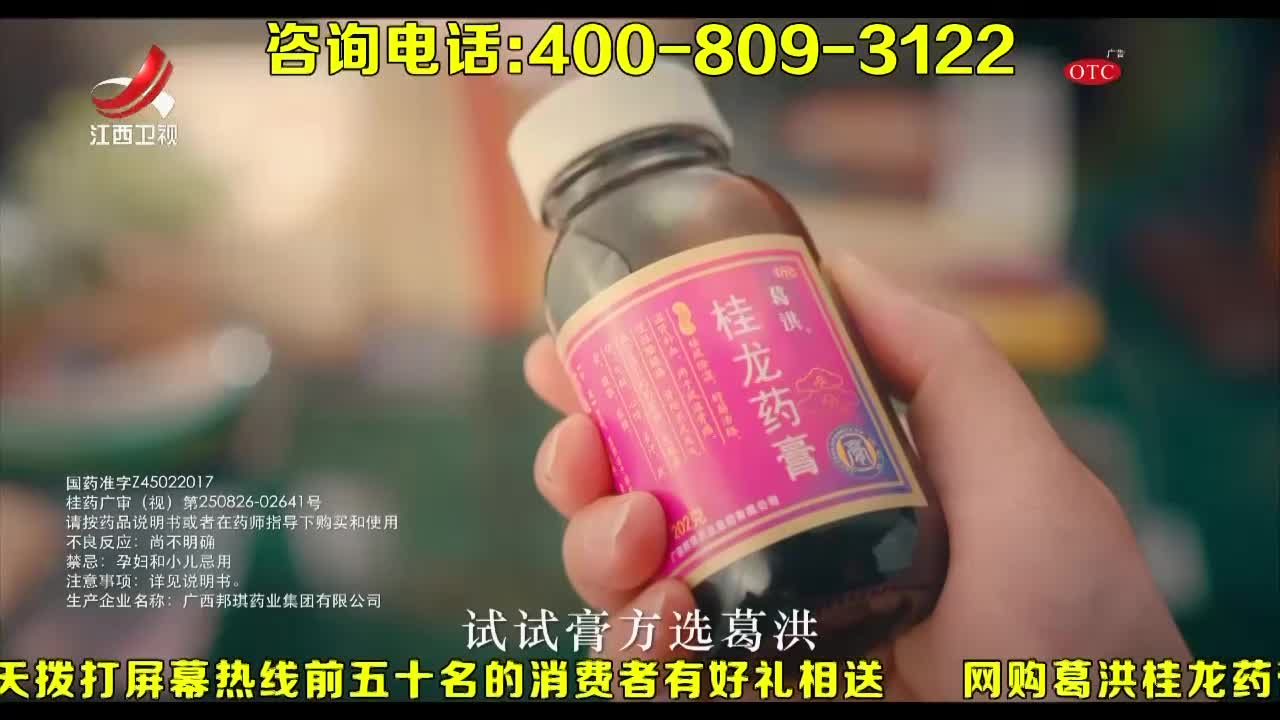 咨询电话:400-809-3122
广告
OTC
江西卫视
葛洪
桂龙药膏
202克
国药准字Z45022017
桂药广审（视）第250826-02641号
请按药品说明书或者在药师指导下购买和使用
不良反应：尚不明确
禁忌：孕妇和小儿忌用
注意事项：详见说明书。
生产企业名称：广西邦琪药业集团有限公司
试试膏方选葛洪
天拨打屏幕热线前五十名的消费者有好礼相送 网购葛洪桂龙药